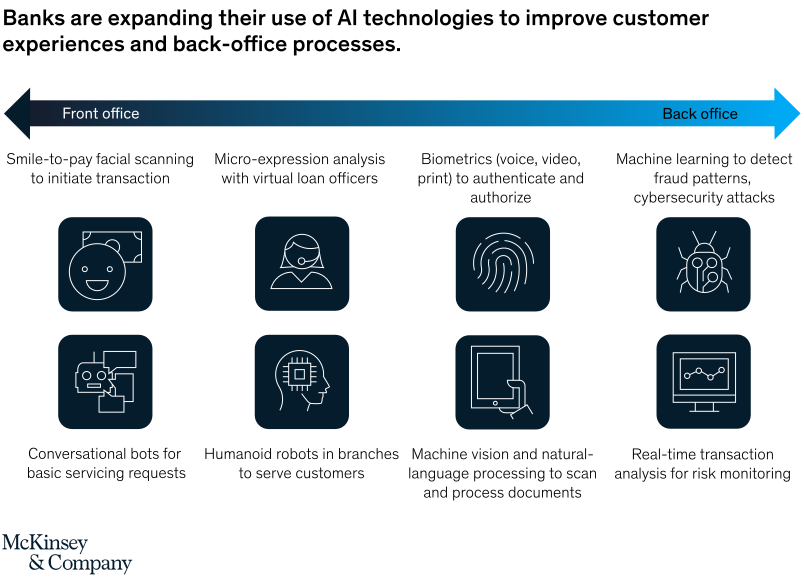 Banks are expanding their use of AI technologies to improve customer
experiences and back-office processes.
Front office
Back office
Smile-to-pay facial scanning
to initiate transaction
Micro-expression analysis
with virtual loan officers
Biometrics (voice, video,
print) to authenticate and
authorize
Machine learning to detect
fraud patterns,
cybersecurity attacks
Conversational bots for
basic servicing requests
Humanoid robots in branches
to serve customers
Machine vision and natural-
language processing to scan
and process documents
Real-time transaction
analysis for risk monitoring
McKinsey
& Company